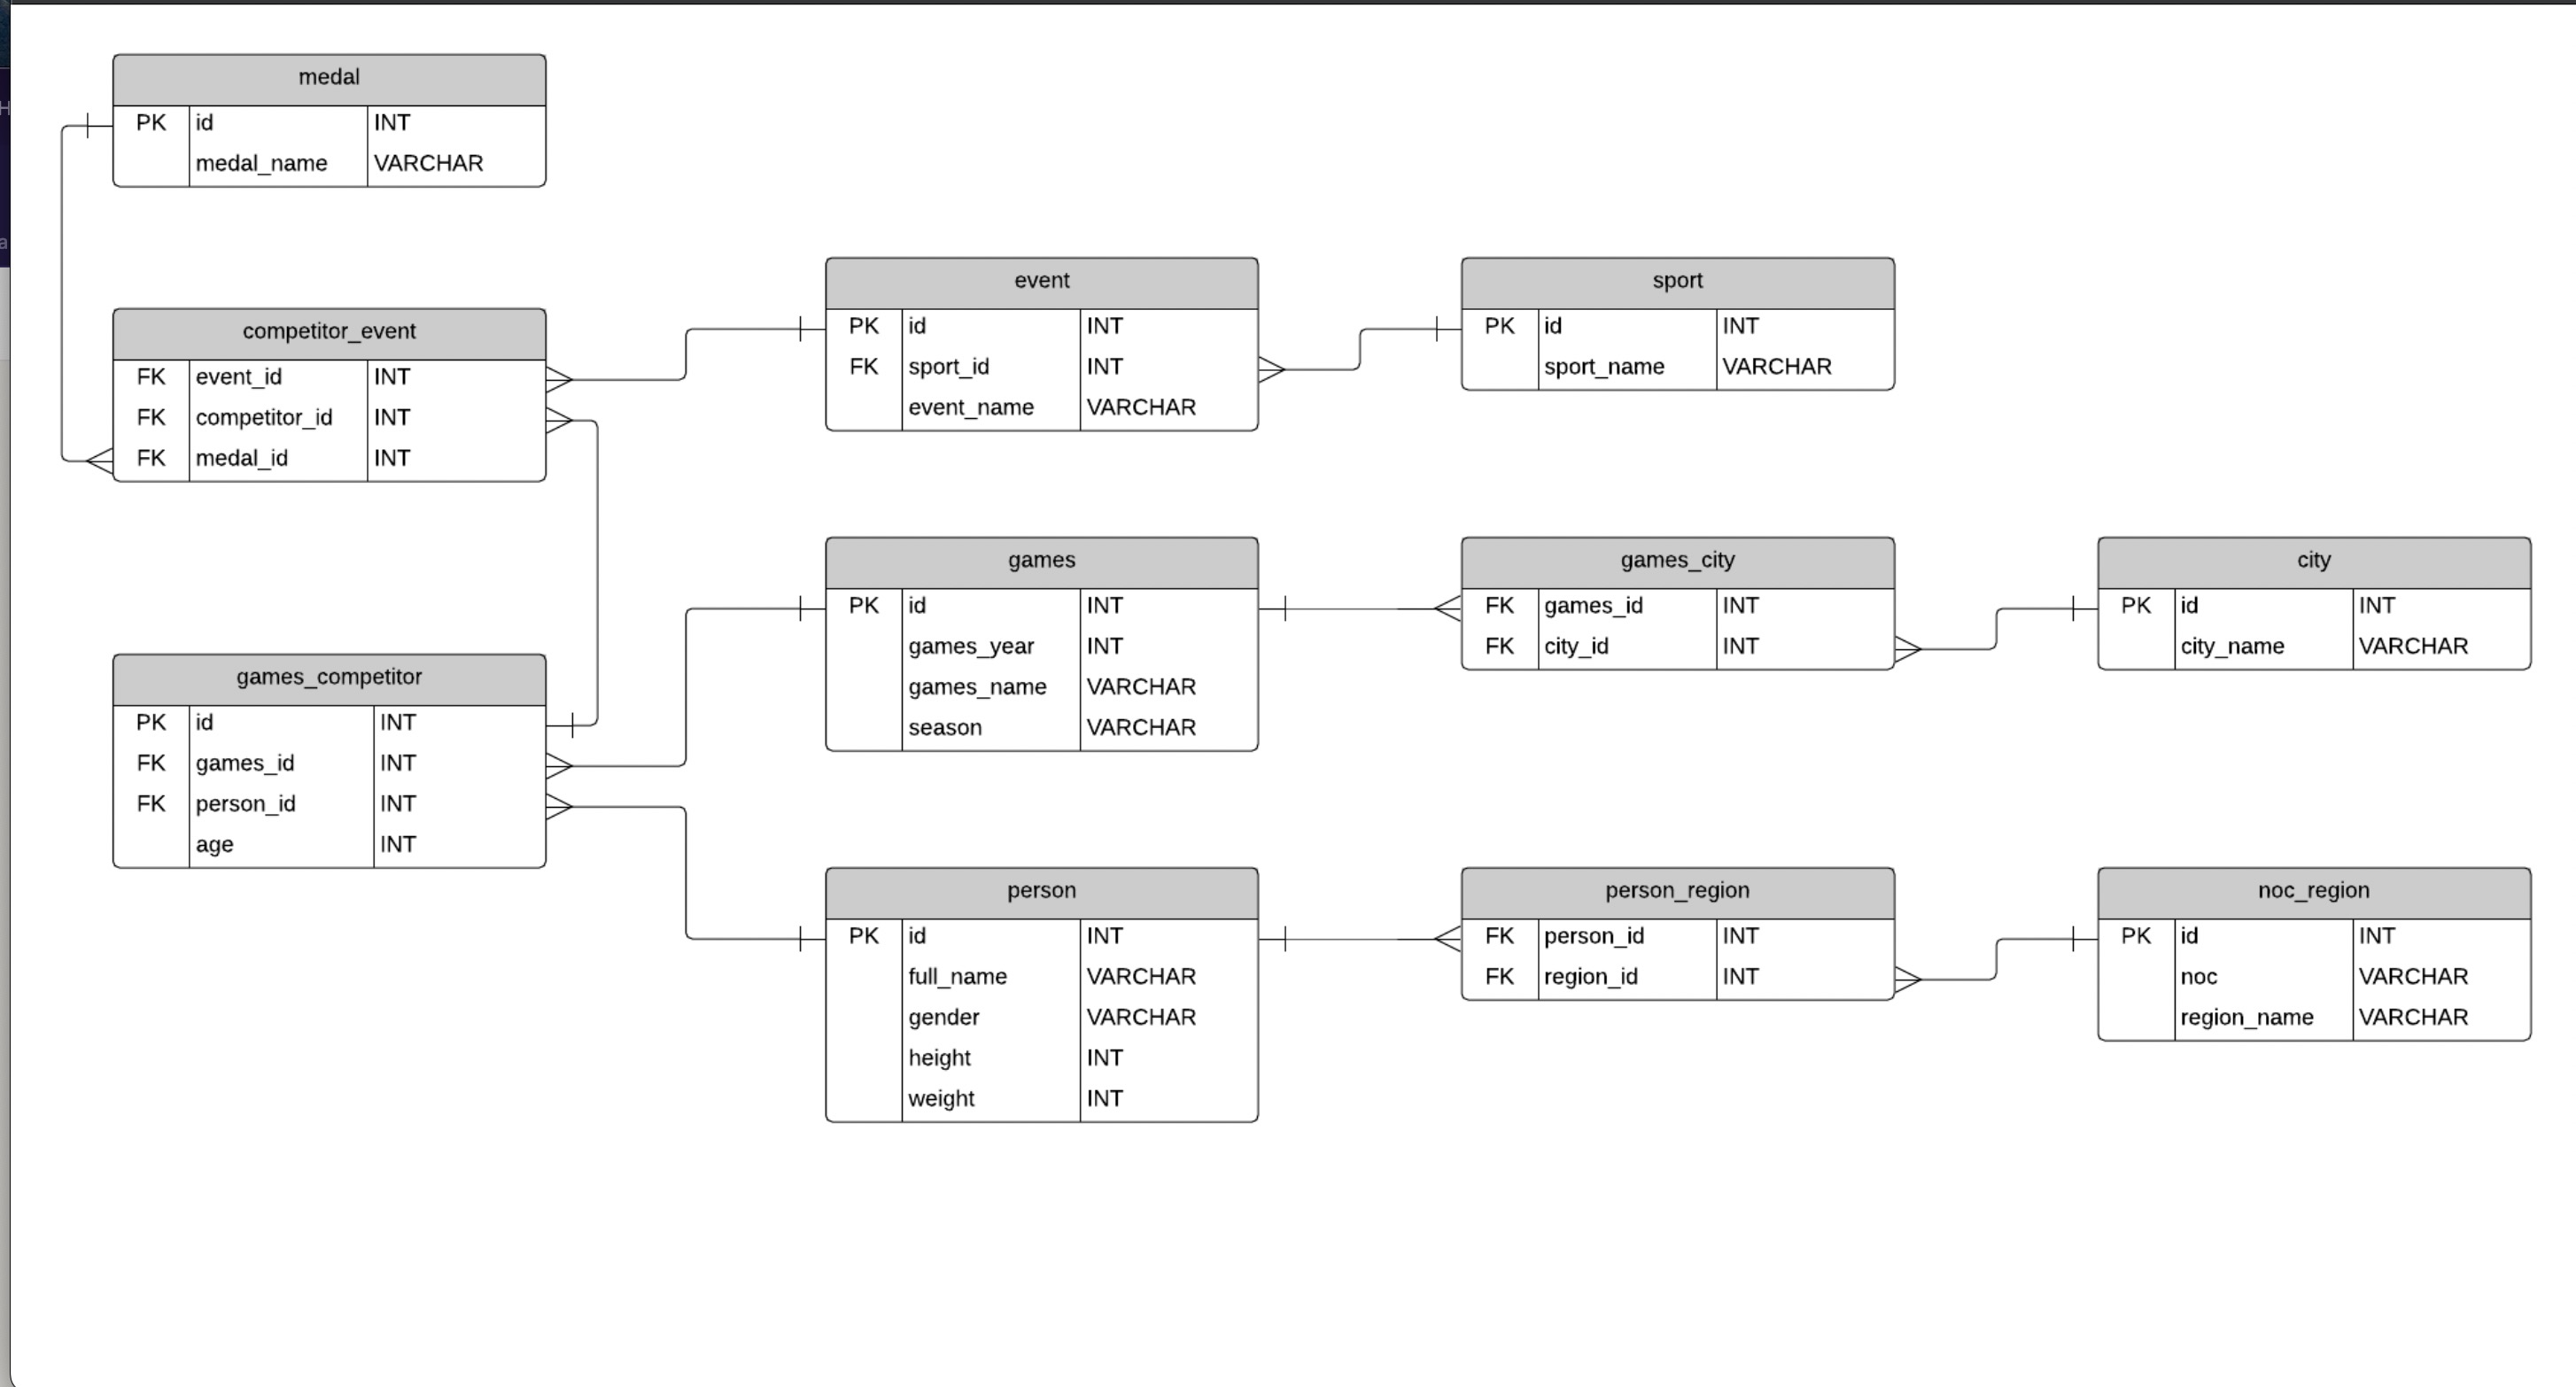 medal
PK id INT
medal_name VARCHAR
competitor_event
FK event_id INT
FK competitor_id INT
FK medal_id INT
event
PK id INT
FK sport_id INT
event_name VARCHAR
sport
PK id INT
sport_name VARCHAR
games_competitor
PK id INT
FK games_id INT
FK person_id INT
age INT
games
PK id INT
games_year INT
games_name VARCHAR
season VARCHAR
games_city
FK games_id INT
FK city_id INT
city
PK id INT
city_name VARCHAR
person
PK id INT
full_name VARCHAR
gender VARCHAR
height INT
weight INT
person_region
FK person_id INT
FK region_id INT
noc_region
PK id INT
noc VARCHAR
region_name VARCHAR